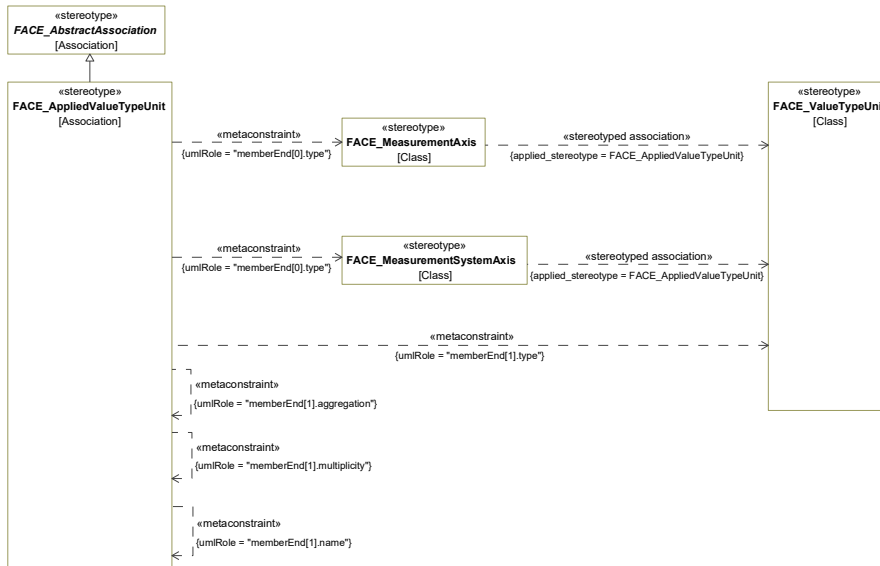 «stereotype»
FACE_AbstractAssociation
[Association]
«stereotype»
FACE_AppliedValueTypeUnit
[Association]
«stereotype»
FACE_ValueTypeUni
[Class]
«metaconstraint»
{umlRole = "memberEnd[0].type"}
«stereotype»
FACE_MeasurementAxis
[Class]
«stereotyped association»
{applied_stereotype = FACE_AppliedValueTypeUnit}
«metaconstraint»
{umlRole = "memberEnd[0].type"}
«stereotype»
FACE_MeasurementSystemAxis
[Class]
«stereotyped association»
{applied_stereotype = FACE_AppliedValueTypeUnit}
«metaconstraint»
{umlRole = "memberEnd[1].type"}
«metaconstraint»
{umlRole = "memberEnd[1].aggregation"}
«metaconstraint»
{umlRole = "memberEnd[1].multiplicity"}
«metaconstraint»
{umlRole = "memberEnd[1].name"}